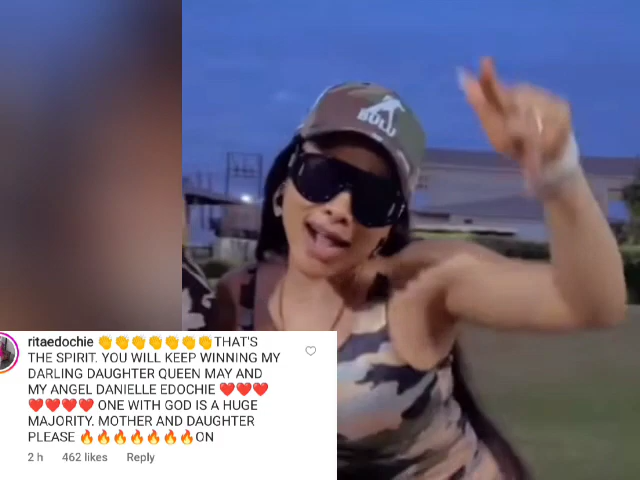 BULU
ritaedochie 👏👏👏👏👏👏👏THAT'S
THE SPIRIT. YOU WILL KEEP WINNING MY
DARLING DAUGHTER QUEEN MAY AND
MY ANGEL DANIELLE EDOCHIE ❤️❤️❤️
❤️❤️❤️❤️ ONE WITH GOD IS A HUGE
MAJORITY. MOTHER AND DAUGHTER
PLEASE 🔥🔥🔥🔥🔥🔥🔥🔥ON
2 h 462 likes Reply